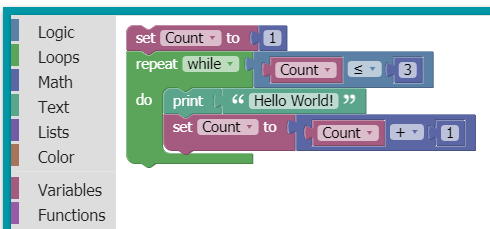 Logic
Loops
Math
Text
Lists
Color
Variables
Functions
set Count to 1
repeat while Count ≤ 3
do print “ Hello World! ”
set Count to Count + 1